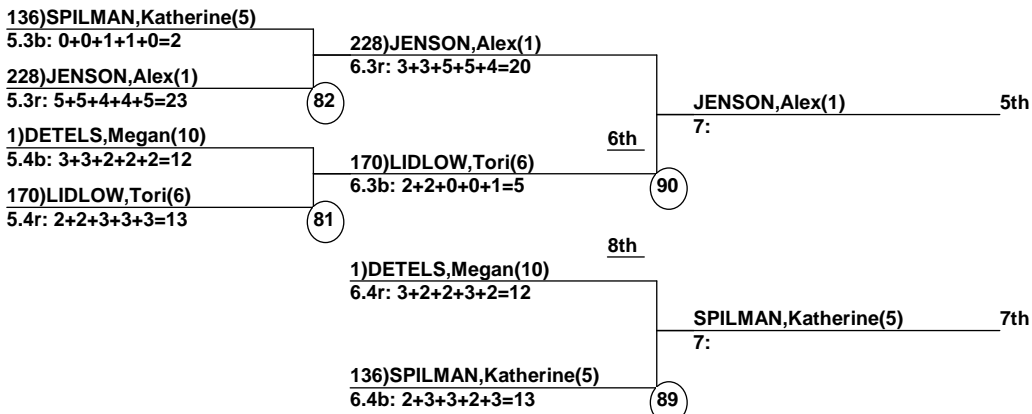 136)SPILMAN,Katherine(5)
5.3b: 0+0+1+1+0=2
228)JENSON,Alex(1)
5.3r: 5+5+4+4+5=23
82
1)DETELS,Megan(10)
5.4b: 3+3+2+2+2=12
170)LIDLOW,Tori(6)
5.4r: 2+2+3+3+3=13
81
228)JENSON,Alex(1)
6.3r: 3+3+5+5+4=20
6th
170)LIDLOW,Tori(6)
6.3b: 2+2+0+0+1=5
90
JENSON,Alex(1) 5th
7:
8th
1)DETELS,Megan(10)
6.4r: 3+2+2+3+2=12
136)SPILMAN,Katherine(5)
6.4b: 2+3+3+2+3=13
89
SPILMAN,Katherine(5) 7th
7: